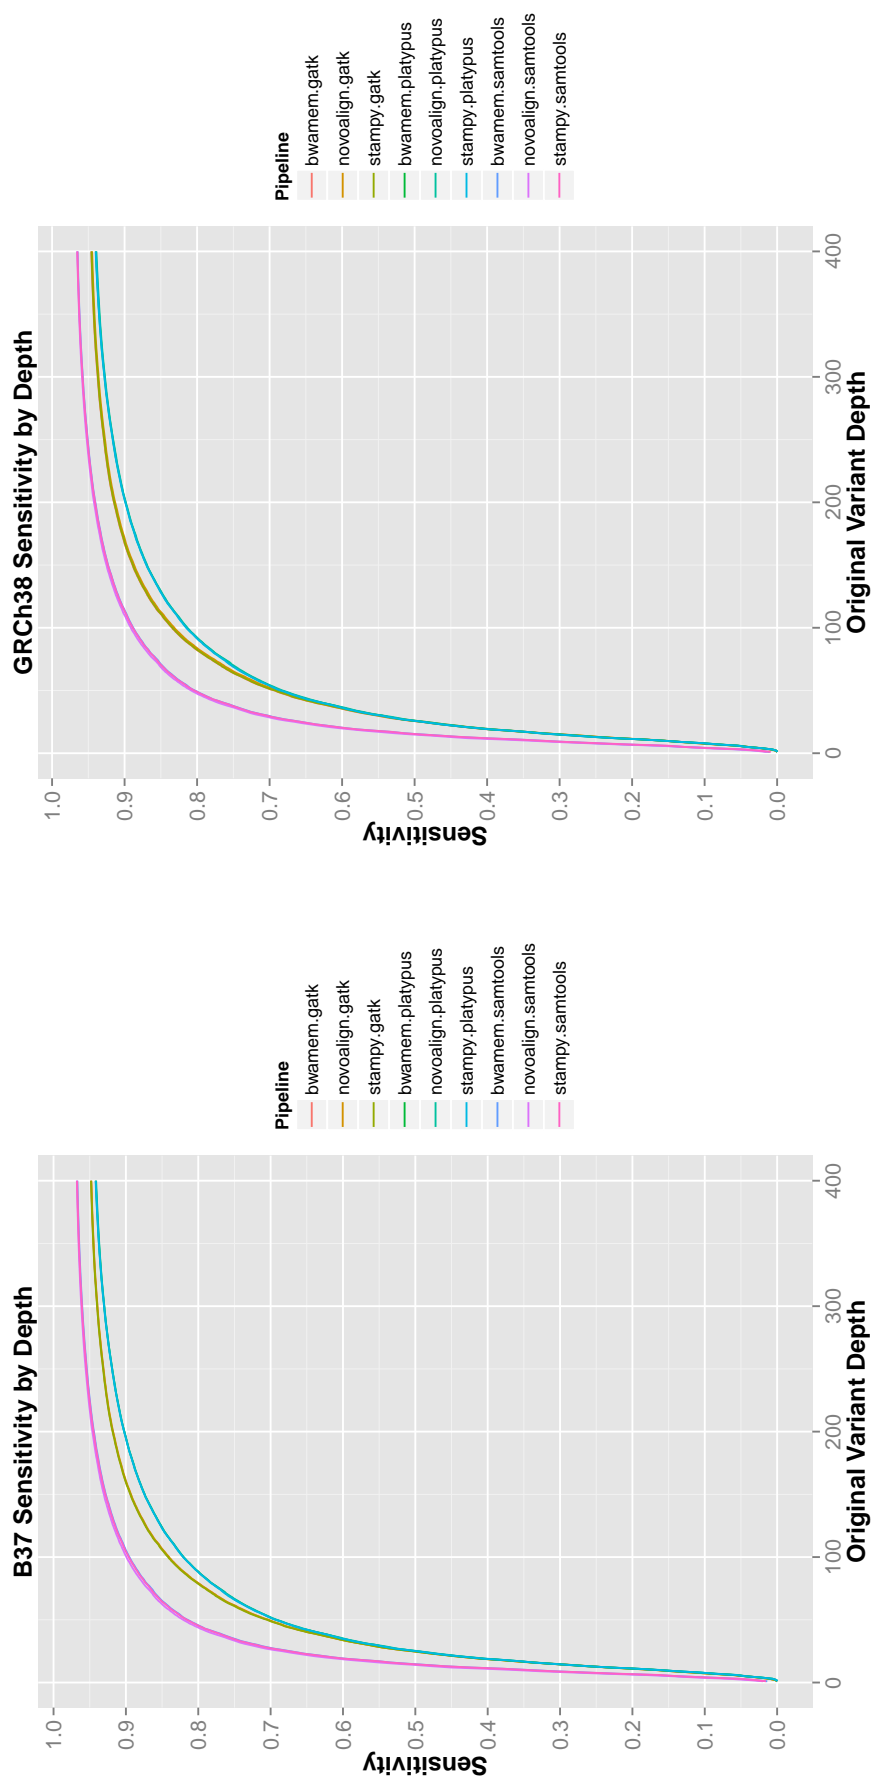 B37 Sensitivity by Depth
1.0
0.9
0.8
0.7
0.6
0.5
0.4
0.3
0.2
0.1
0.0
Sensitivity
0
100
200
300
400
Original Variant Depth
Pipeline
bwamem.gatk
novoalign.gatk
stampy.gatk
bwamem.platypus
novoalign.platypus
stampy.platypus
bwamem.samtools
novoalign.samtools
stampy.samtools
GRCh38 Sensitivity by Depth
1.0
0.9
0.8
0.7
0.6
0.5
0.4
0.3
0.2
0.1
0.0
Sensitivity
0
100
200
300
400
Original Variant Depth
Pipeline
bwamem.gatk
novoalign.gatk
stampy.gatk
bwamem.platypus
novoalign.platypus
stampy.platypus
bwamem.samtools
novoalign.samtools
stampy.samtools